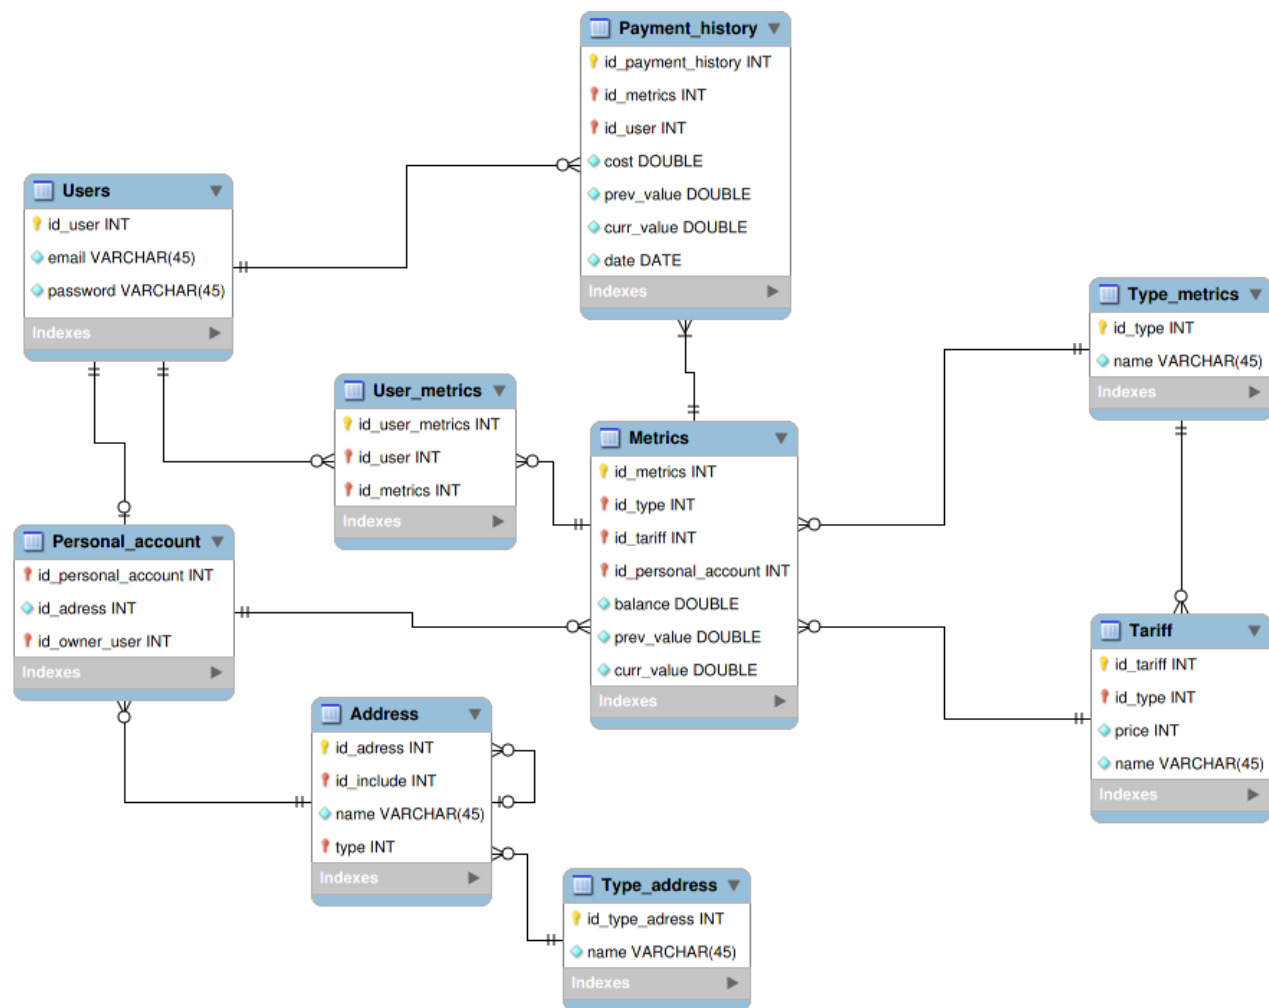 Payment_history
id_payment_history INT
id_metrics INT
id_user INT
cost DOUBLE
prev_value DOUBLE
curr_value DOUBLE
date DATE
Indexes
Users
id_user INT
email VARCHAR(45)
password VARCHAR(45)
Indexes
Type_metrics
id_type INT
name VARCHAR(45)
Indexes
User_metrics
id_user_metrics INT
id_user INT
id_metrics INT
Indexes
Metrics
id_metrics INT
id_type INT
id_tariff INT
id_personal_account INT
balance DOUBLE
prev_value DOUBLE
curr_value DOUBLE
Indexes
Personal_account
id_personal_account INT
id_adress INT
id_owner_user INT
Indexes
Tariff
id_tariff INT
id_type INT
price INT
name VARCHAR(45)
Indexes
Address
id_adress INT
id_include INT
name VARCHAR(45)
type INT
Indexes
Type_address
id_type_adress INT
name VARCHAR(45)
Indexes